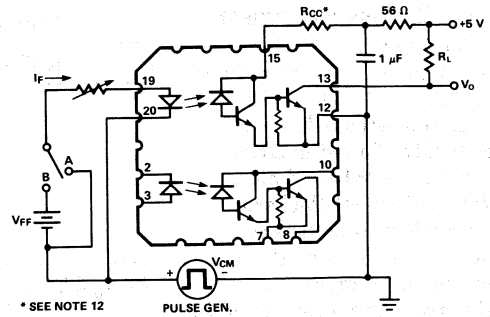 RCC*
56 Ω
+5 V
15
1 μF
RL
IF
19
13
VO
20
12
A
2
10
B
3
VFF
7
8
VCM
+
−
* SEE NOTE 12
PULSE GEN.